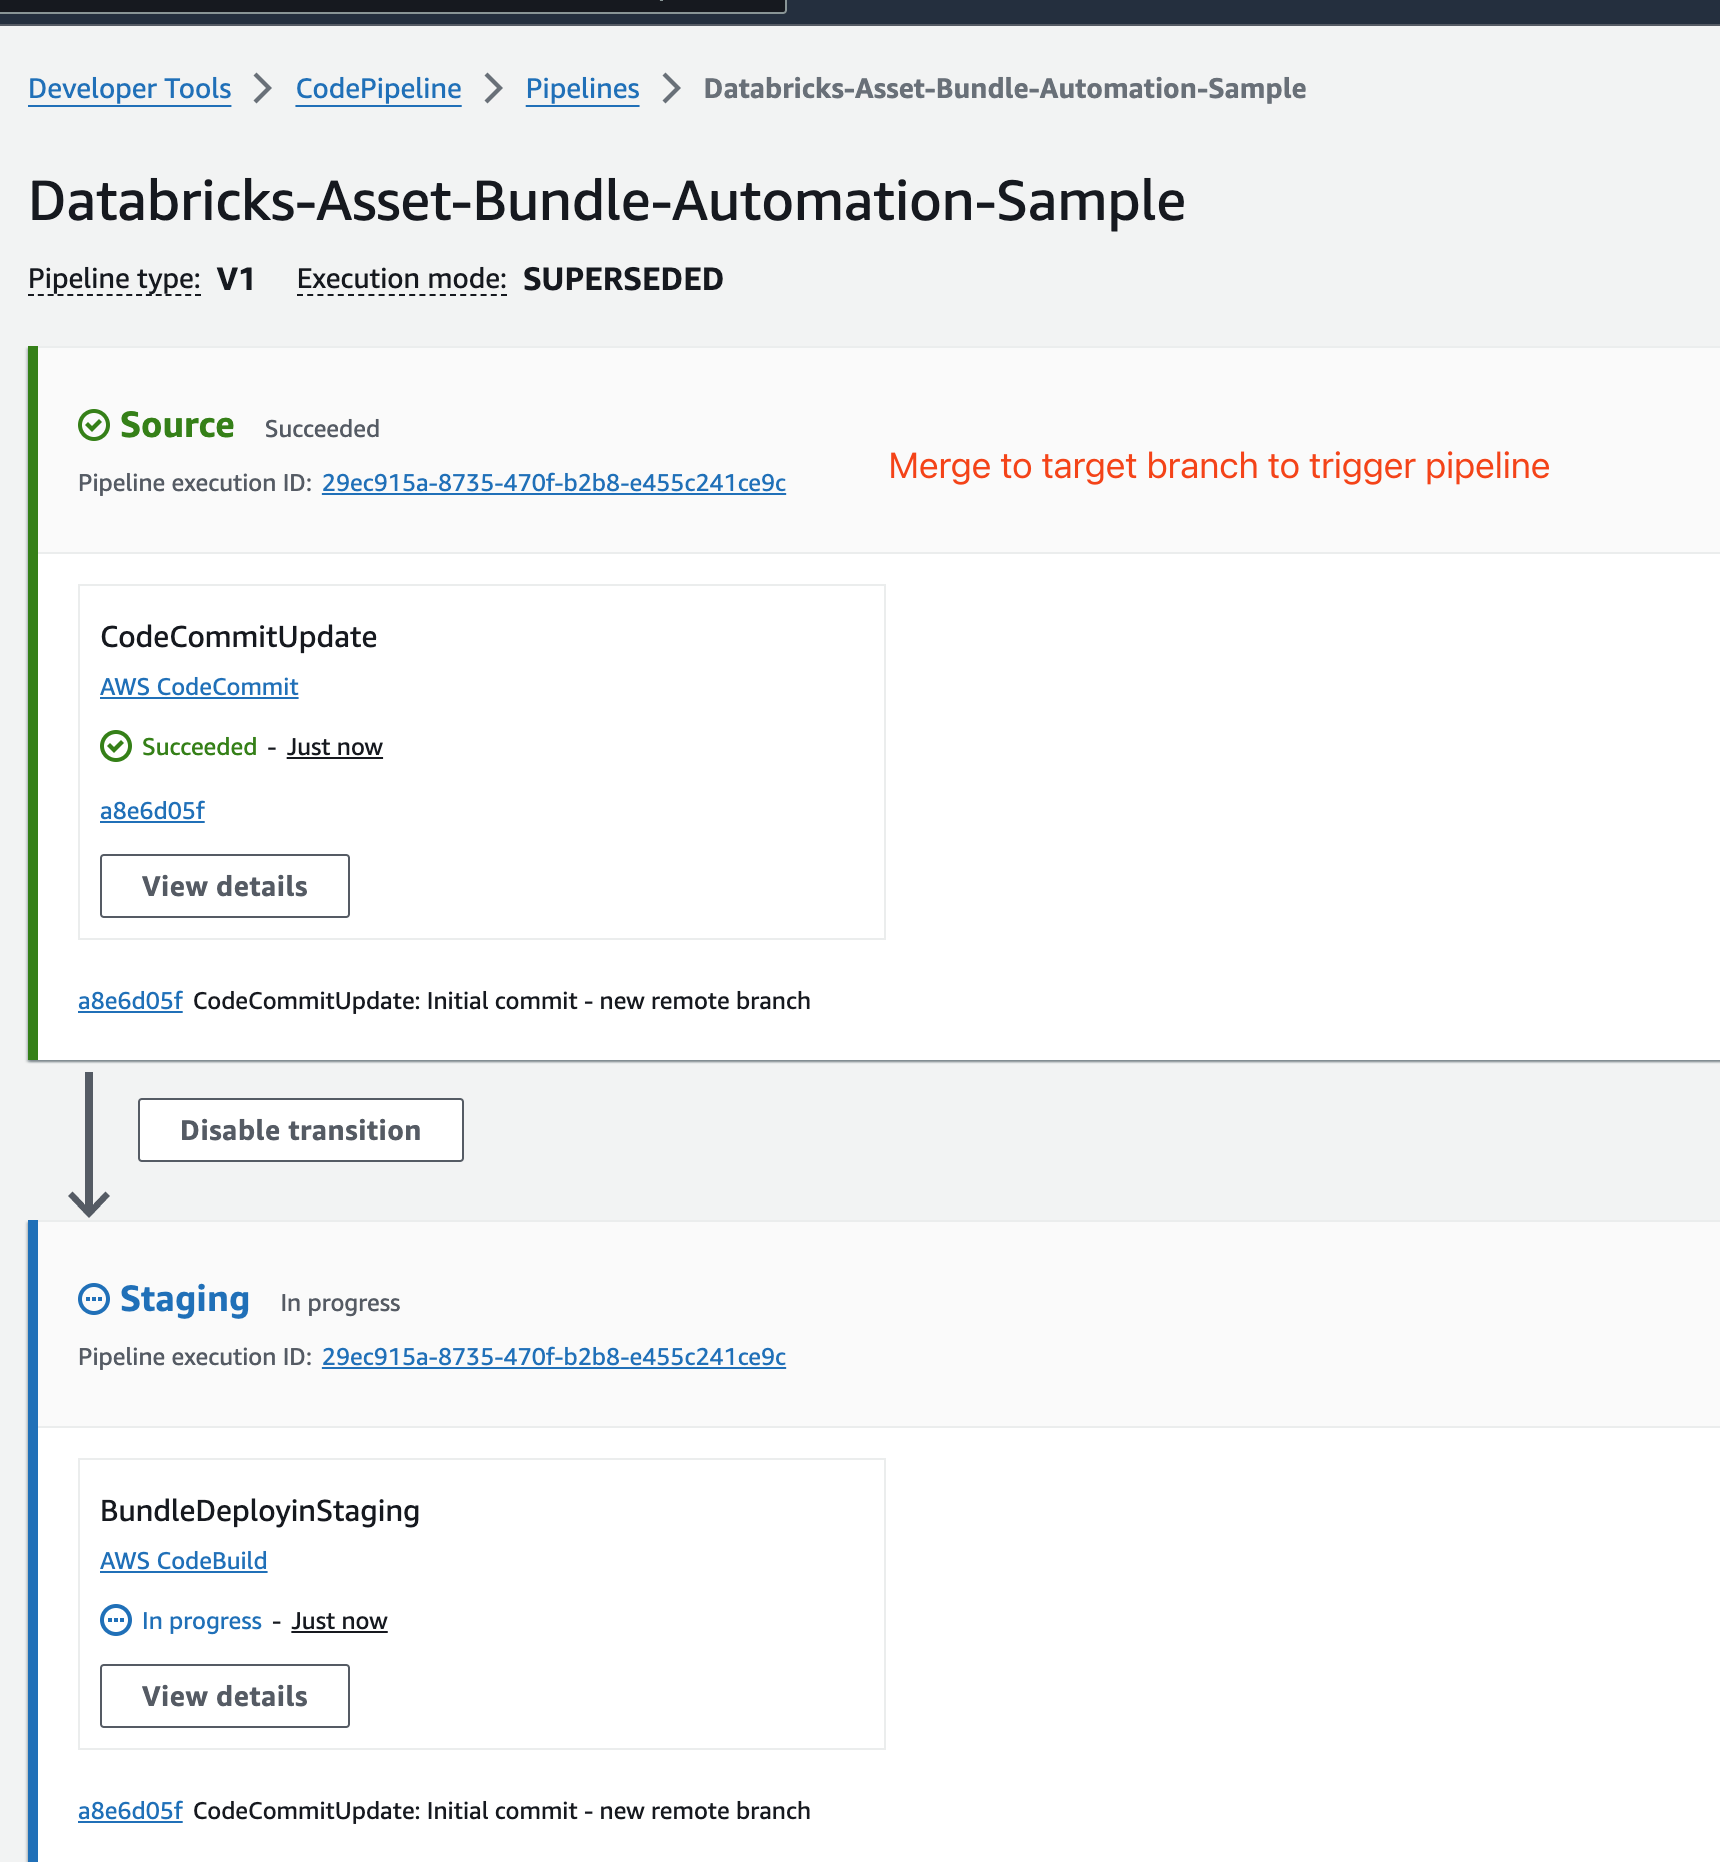 Developer Tools > CodePipeline > Pipelines > Databricks-Asset-Bundle-Automation-Sample
Databricks-Asset-Bundle-Automation-Sample
Pipeline type: V1 Execution mode: SUPERSEDED
Source Succeeded
Pipeline execution ID: 29ec915a-8735-470f-b2b8-e455c241ce9c
Merge to target branch to trigger pipeline
CodeCommitUpdate
AWS CodeCommit
Succeeded - Just now
a8e6d05f
View details
a8e6d05f CodeCommitUpdate: Initial commit - new remote branch
Disable transition
Staging In progress
Pipeline execution ID: 29ec915a-8735-470f-b2b8-e455c241ce9c
BundleDeployinStaging
AWS CodeBuild
In progress - Just now
View details
a8e6d05f CodeCommitUpdate: Initial commit - new remote branch